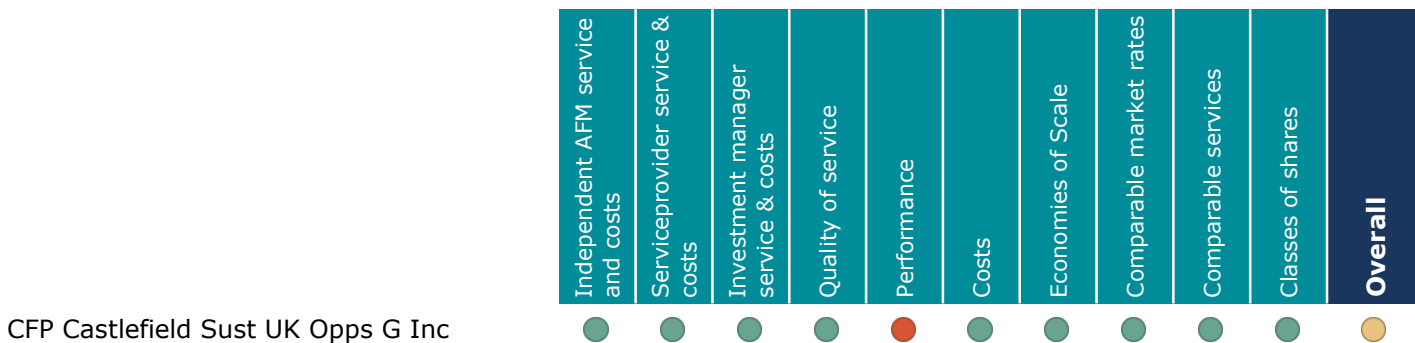 Independent AFM service
and costs
Serviceprovider service &
costs
Investment manager
service & costs
Quality of service
Performance
Costs
Economies of Scale
Comparable market rates
Comparable services
Classes of shares
Overall
CFP Castlefield Sust UK Opps G Inc